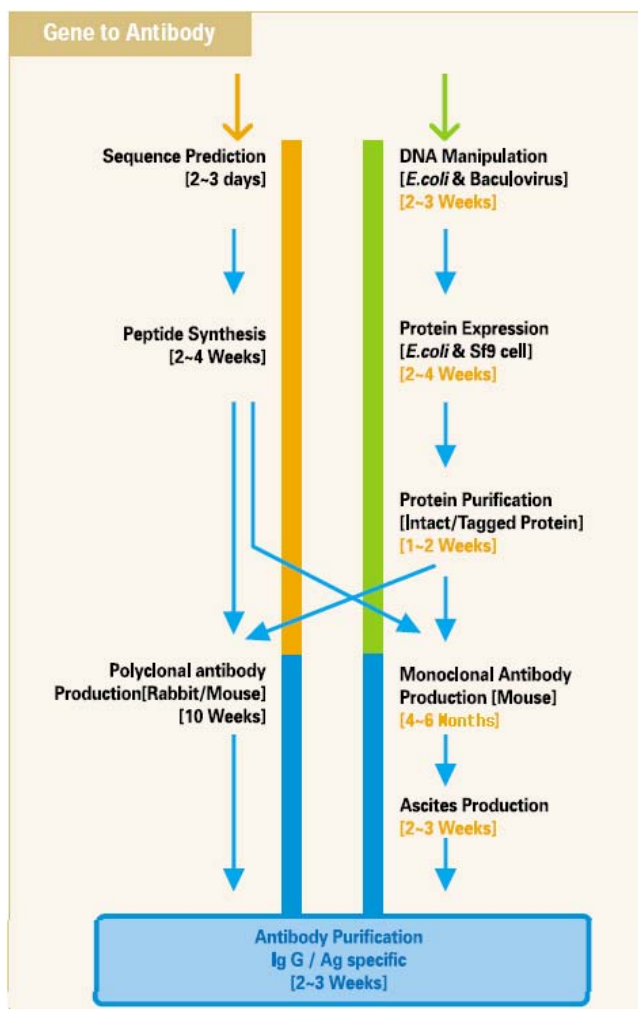 Gene to Antibody
Sequence Prediction
[2~3 days]
Peptide Synthesis
[2~4 Weeks]
Polyclonal antibody
Production[Rabbit/Mouse]
[10 Weeks]
DNA Manipulation
[E.coli & Baculovirus]
[2~3 Weeks]
Protein Expression
[E.coli & Sf9 cell]
[2~4 Weeks]
Protein Purification
[Intact/Tagged Protein]
[1~2 Weeks]
Monoclonal Antibody
Production [Mouse]
[4~6 Months]
Ascites Production
[2~3 Weeks]
Antibody Purification
Ig G / Ag specific
[2~3 Weeks]